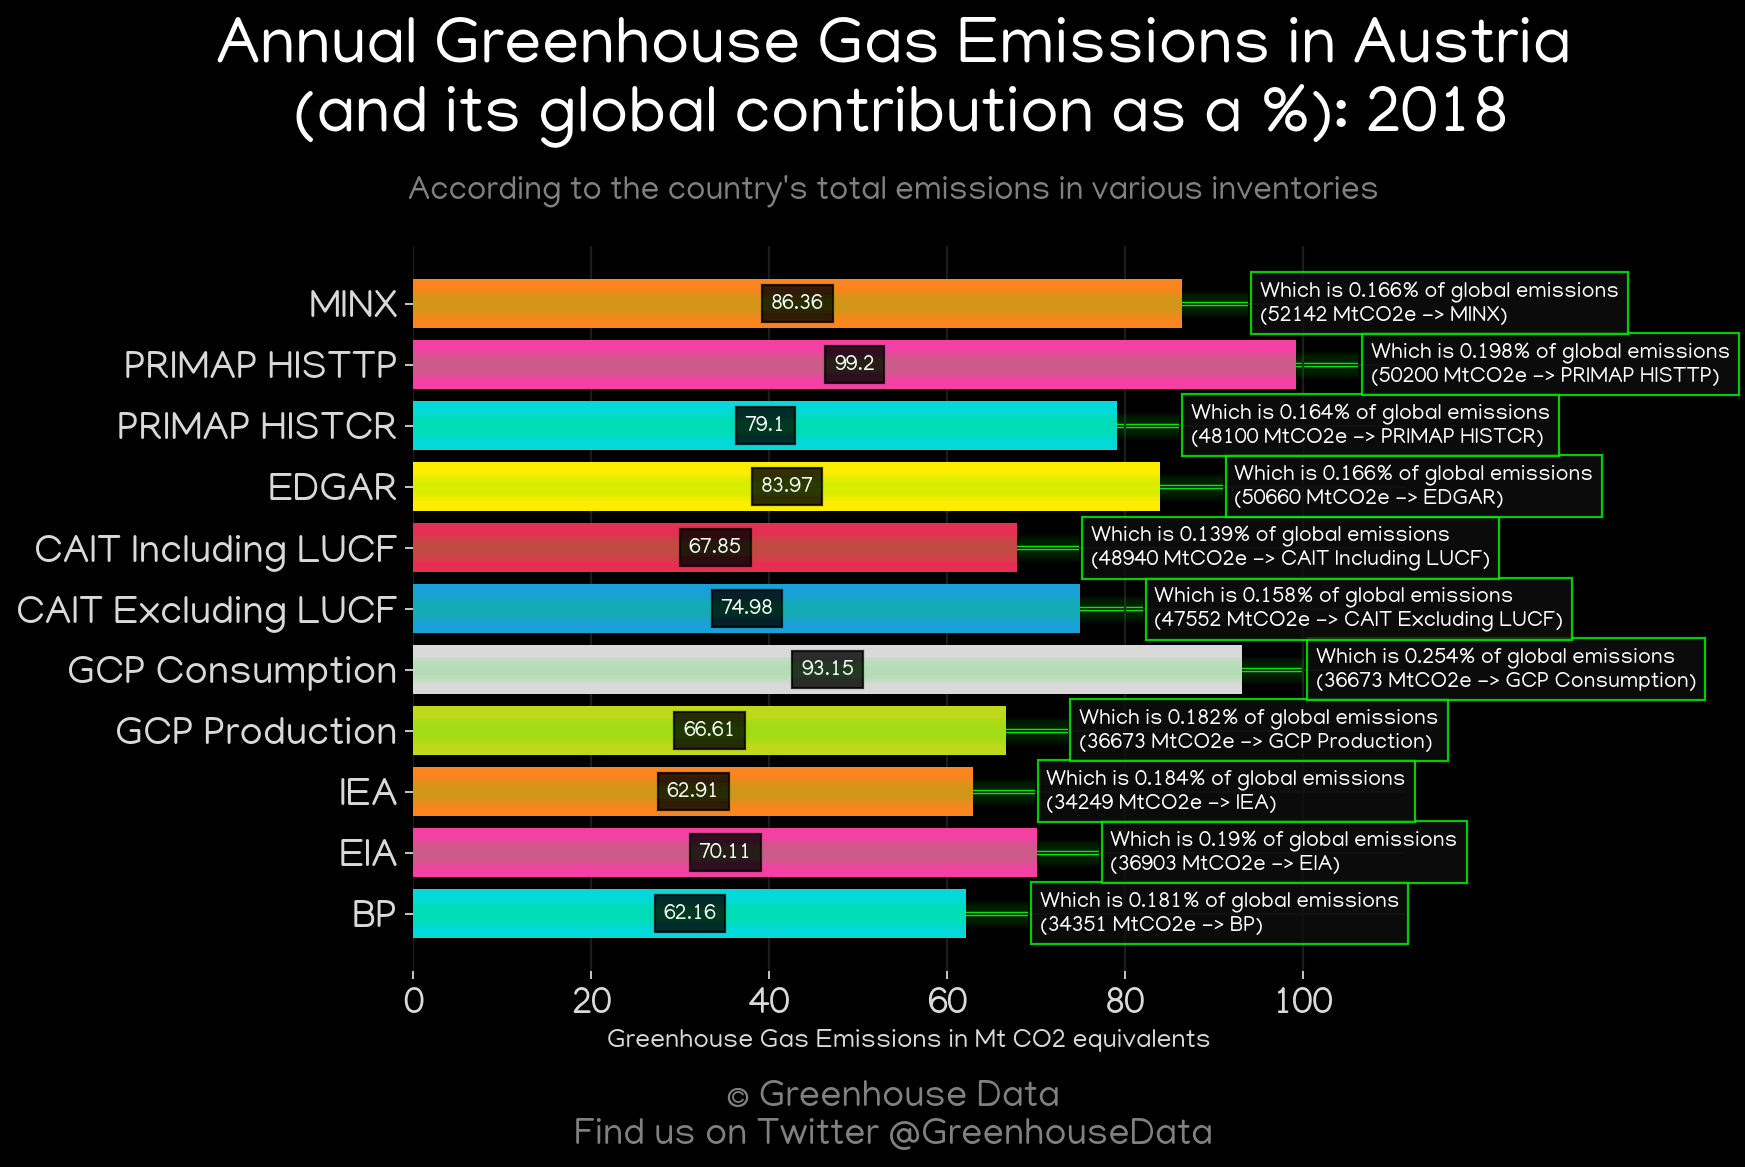 Annual Greenhouse Gas Emissions in Austria
(and its global contribution as a %): 2018
According to the country's total emissions in various inventories
MINX
86.36
Which is 0.166% of global emissions
(52142 MtCO2e -> MINX)
PRIMAP HISTTP
99.2
Which is 0.198% of global emissions
(50200 MtCO2e -> PRIMAP HISTTP)
PRIMAP HISTCR
79.1
Which is 0.164% of global emissions
(48100 MtCO2e -> PRIMAP HISTCR)
EDGAR
83.97
Which is 0.166% of global emissions
(50660 MtCO2e -> EDGAR)
CAIT Including LUCF
67.85
Which is 0.139% of global emissions
(48940 MtCO2e -> CAIT Including LUCF)
CAIT Excluding LUCF
74.98
Which is 0.158% of global emissions
(47552 MtCO2e -> CAIT Excluding LUCF)
GCP Consumption
93.15
Which is 0.254% of global emissions
(36673 MtCO2e -> GCP Consumption)
GCP Production
66.61
Which is 0.182% of global emissions
(36673 MtCO2e -> GCP Production)
IEA
62.91
Which is 0.184% of global emissions
(34249 MtCO2e -> IEA)
EIA
70.11
Which is 0.19% of global emissions
(36903 MtCO2e -> EIA)
BP
62.16
Which is 0.181% of global emissions
(34351 MtCO2e -> BP)
0 20 40 60 80 100
Greenhouse Gas Emissions in Mt CO2 equivalents
© Greenhouse Data
Find us on Twitter @GreenhouseData